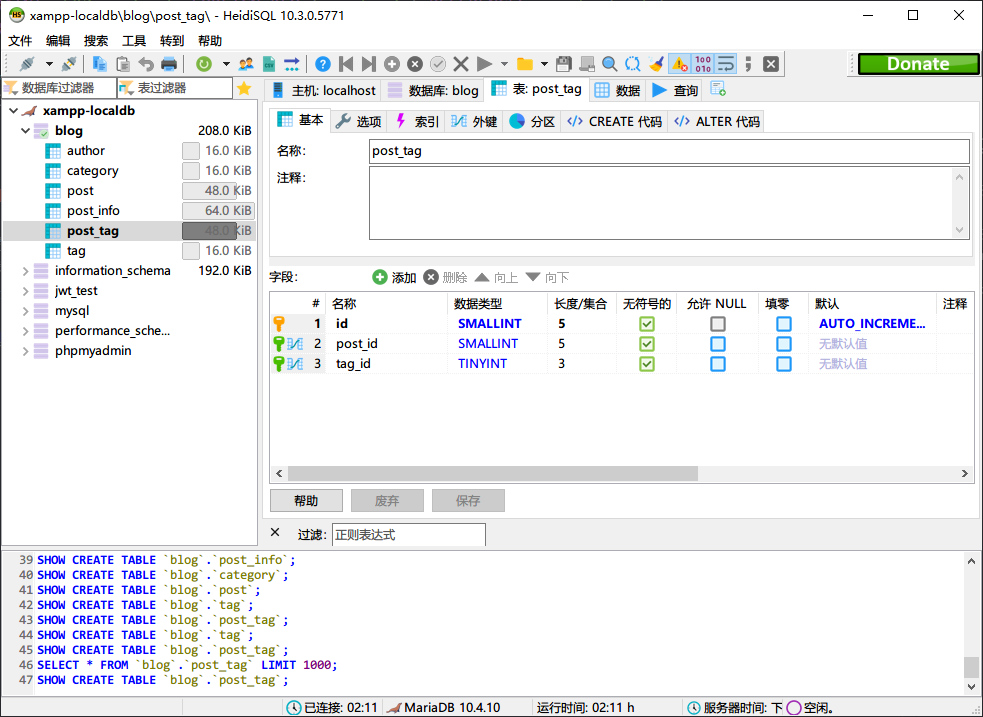 xampp-localdb\blog\post_tag\ - HeidiSQL 10.3.0.5771
文件 编辑 搜索 工具 转到 帮助
Donate
数据库过滤器 表过滤器
主机: localhost 数据库: blog 表: post_tag 数据 查询
xampp-localdb
blog 208.0 KiB
author 16.0 KiB
category 16.0 KiB
post 48.0 KiB
post_info 64.0 KiB
post_tag 48.0 KiB
tag 16.0 KiB
information_schema 192.0 KiB
jwt_test
mysql
performance_sche...
phpmyadmin
基本 选项 索引 外键 分区 CREATE 代码 ALTER 代码
名称: post_tag
注释:
字段: 添加 删除 向上 向下
# 名称 数据类型 长度/集合 无符号的 允许 NULL 填零 默认 注释
1 id SMALLINT 5 AUTO_INCREME...
2 post_id SMALLINT 5 无默认值
3 tag_id TINYINT 3 无默认值
帮助 废弃 保存
过滤: 正则表达式
39 SHOW CREATE TABLE `blog`.`post_info`;
40 SHOW CREATE TABLE `blog`.`category`;
41 SHOW CREATE TABLE `blog`.`post`;
42 SHOW CREATE TABLE `blog`.`tag`;
43 SHOW CREATE TABLE `blog`.`post_tag`;
44 SHOW CREATE TABLE `blog`.`tag`;
45 SHOW CREATE TABLE `blog`.`post_tag`;
46 SELECT * FROM `blog`.`post_tag` LIMIT 1000;
47 SHOW CREATE TABLE `blog`.`post_tag`;
已连接: 02:11 MariaDB 10.4.10 运行时间: 02:11 h 服务器时间: 下 空闲。